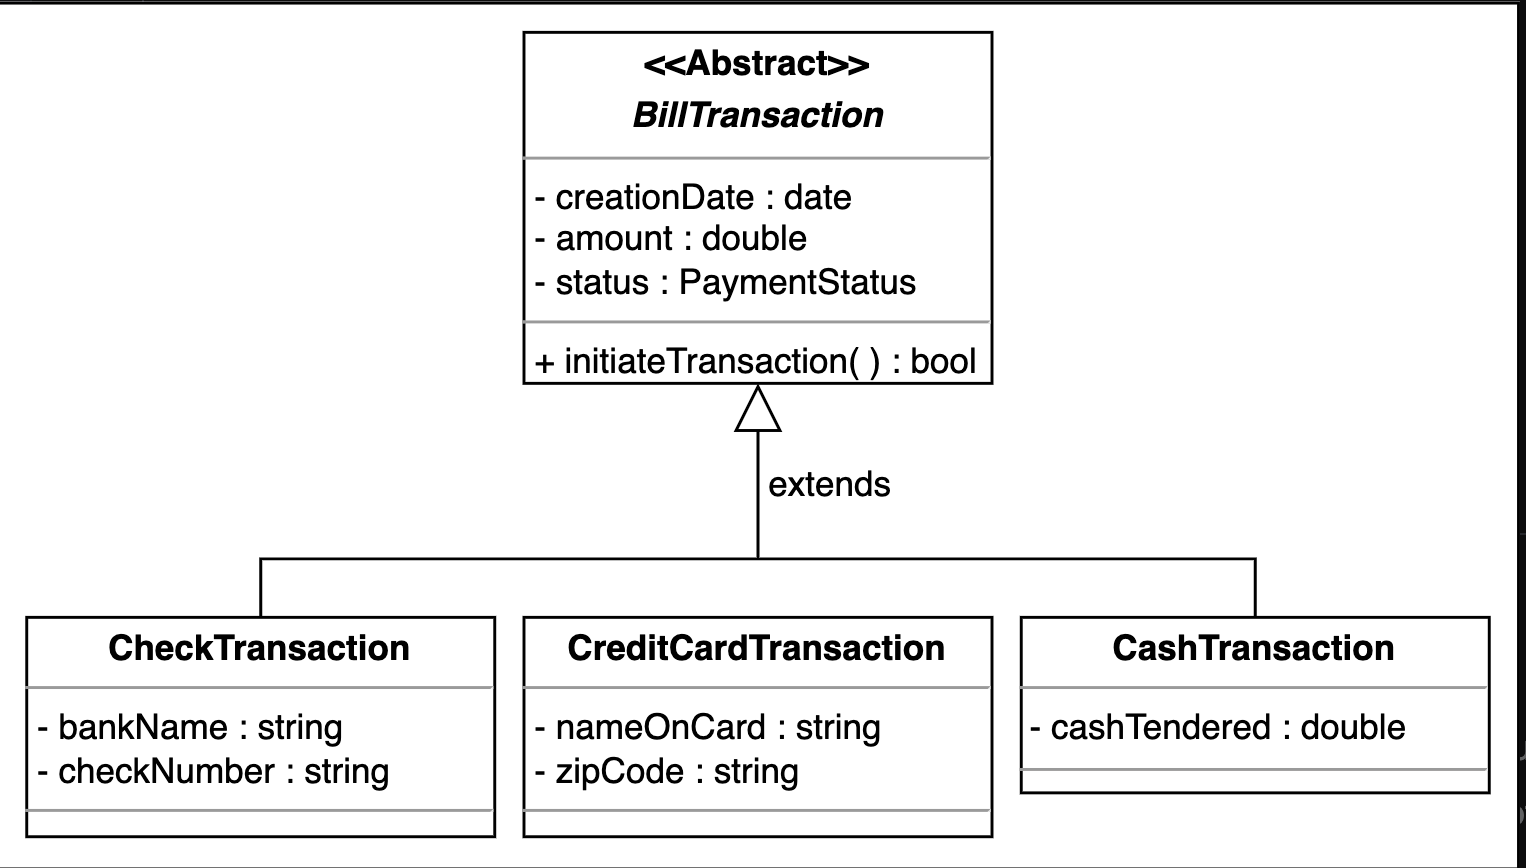 <<Abstract>>
BillTransaction
- creationDate : date
- amount : double
- status : PaymentStatus
+ initiateTransaction( ) : bool
extends
CheckTransaction
- bankName : string
- checkNumber : string
CreditCardTransaction
- nameOnCard : string
- zipCode : string
CashTransaction
- cashTendered : double